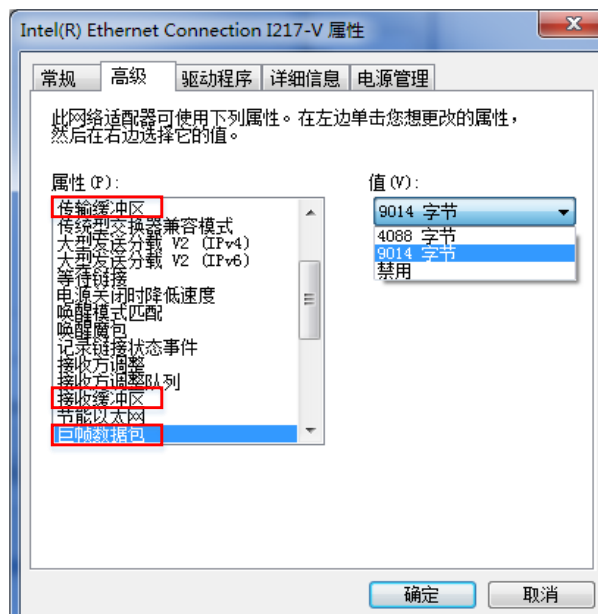 Intel(R) Ethernet Connection I217-V 属性
常规 高级 驱动程序 详细信息 电源管理
此网络适配器可使用下列属性。在左边单击您想更改的属性，
然后在右边选择它的值。
属性(P):
传输缓冲区
传统型交换器兼容模式
大型发送分载 V2 (IPv4)
大型发送分载 V2 (IPv6)
等待链接
电源关闭时降低速度
唤醒模式匹配
唤醒魔包
记录链接状态事件
接收方调整
接收方调整队列
接收缓冲区
节能以太网
巨帧数据包
值(V):
9014 字节
4088 字节
9014 字节
禁用
确定 取消